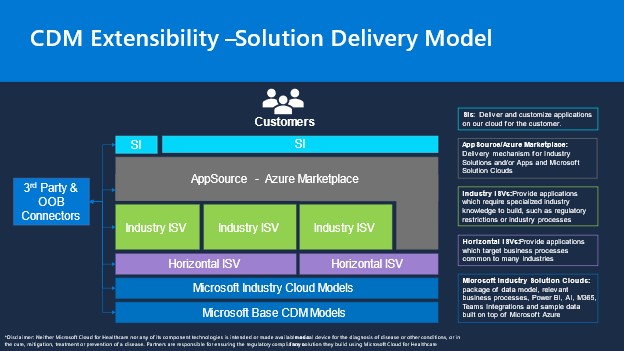 CDM Extensibility –Solution Delivery Model
Customers
SI
SI
AppSource - Azure Marketplace
3rd Party &
OOB
Connectors
Industry ISV
Industry ISV
Industry ISV
Horizontal ISV
Horizontal ISV
Microsoft Industry Cloud Models
Microsoft Base CDM Models
SIs: Deliver and customize applications
on our cloud for the customer.
AppSource/Azure Marketplace:
Delivery mechanism for Industry
Solutions and/or Apps and Microsoft
Solution Clouds
Industry ISVs:Provide applications
which require specialized industry
knowledge to build, such as regulatory
restrictions or industry processes
Horizontal ISVs:Provide applications
which target business processes
common to many industries
Microsoft Industry Solution Clouds:
package of data model, relevant
business processes, Power BI, AI, M365,
Teams Integrations and sample data
built on top of Microsoft Azure
*Disclaimer: Neither Microsoft Cloud for Healthcare nor any of its component technologies is intended or made available device for the diagnosis of disease or other conditions, or in
the cure, mitigation, treatment or prevention of a disease. Partners are responsible for ensuring the regulatory solution they build using Microsoft Cloud for Healthcare